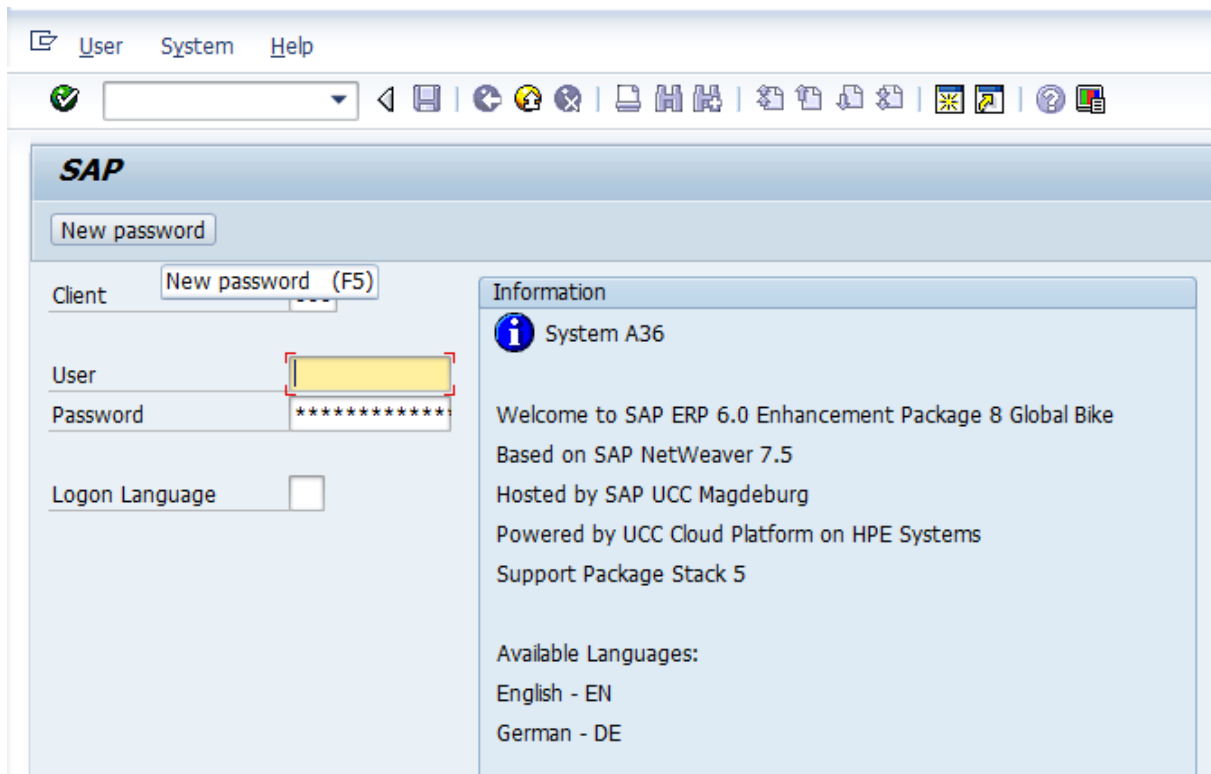 User System Help
SAP
New password
New password (F5)
Client
User
Password *************
Logon Language
Information
System A36
Welcome to SAP ERP 6.0 Enhancement Package 8 Global Bike
Based on SAP NetWeaver 7.5
Hosted by SAP UCC Magdeburg
Powered by UCC Cloud Platform on HPE Systems
Support Package Stack 5
Available Languages:
English - EN
German - DE